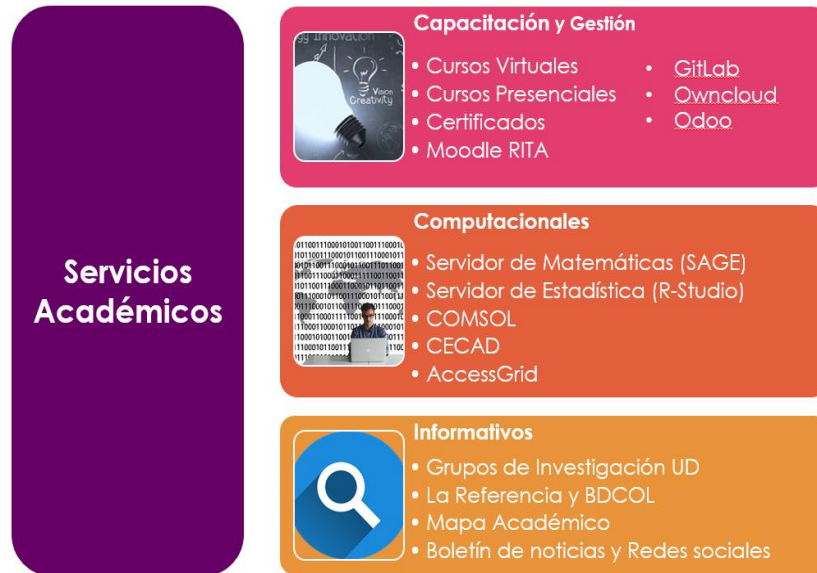 Servicios
Académicos
Capacitación y Gestión
• Cursos Virtuales
• Cursos Presenciales
• Certificados
• Moodle RITA
• GitLab
• Owncloud
• Odoo
Vision
Creativity
Computacionales
• Servidor de Matemáticas (SAGE)
• Servidor de Estadística (R-Studio)
• COMSOL
• CECAD
• AccessGrid
Informativos
• Grupos de Investigación UD
• La Referencia y BDCOL
• Mapa Académico
• Boletín de noticias y Redes sociales